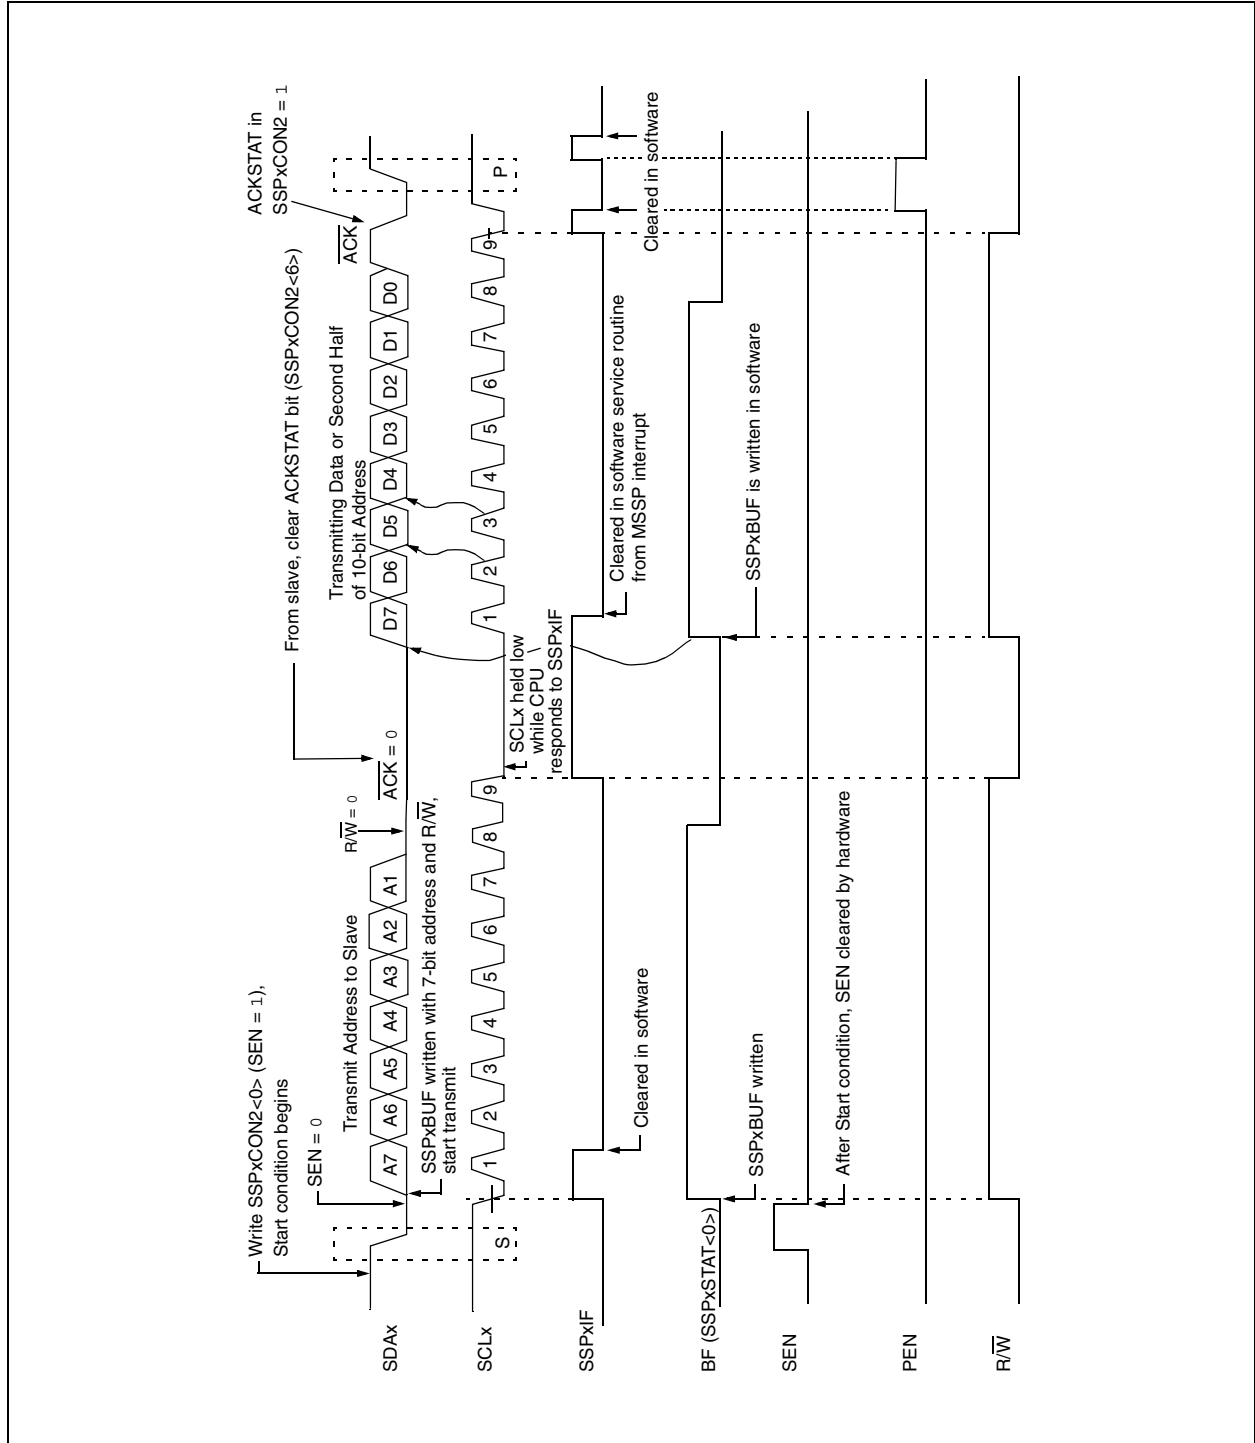 Write SSPxCON2<0> (SEN = 1),
Start condition begins
SEN = 0
Transmit Address to Slave
R/W = 0
ACK = 0
From slave, clear ACKSTAT bit (SSPxCON2<6>)
Transmitting Data or Second Half
of 10-bit Address
ACKSTAT in
SSPxCON2 = 1
ACK
SDAx
A7 A6 A5 A4 A3 A2 A1
D7 D6 D5 D4 D3 D2 D1 D0
SSPxBUF written with 7-bit address and R/W,
start transmit
SCLx
S
1 2 3 4 5 6 7 8 9
1 2 3 4 5 6 7 8 9
P
SCLx held low
while CPU
responds to SSPxIF
SSPxIF
Cleared in software
Cleared in software service routine
from MSSP interrupt
Cleared in software
BF (SSPxSTAT<0>)
SSPxBUF written
SSPxBUF is written in software
SEN
After Start condition, SEN cleared by hardware
PEN
R/W